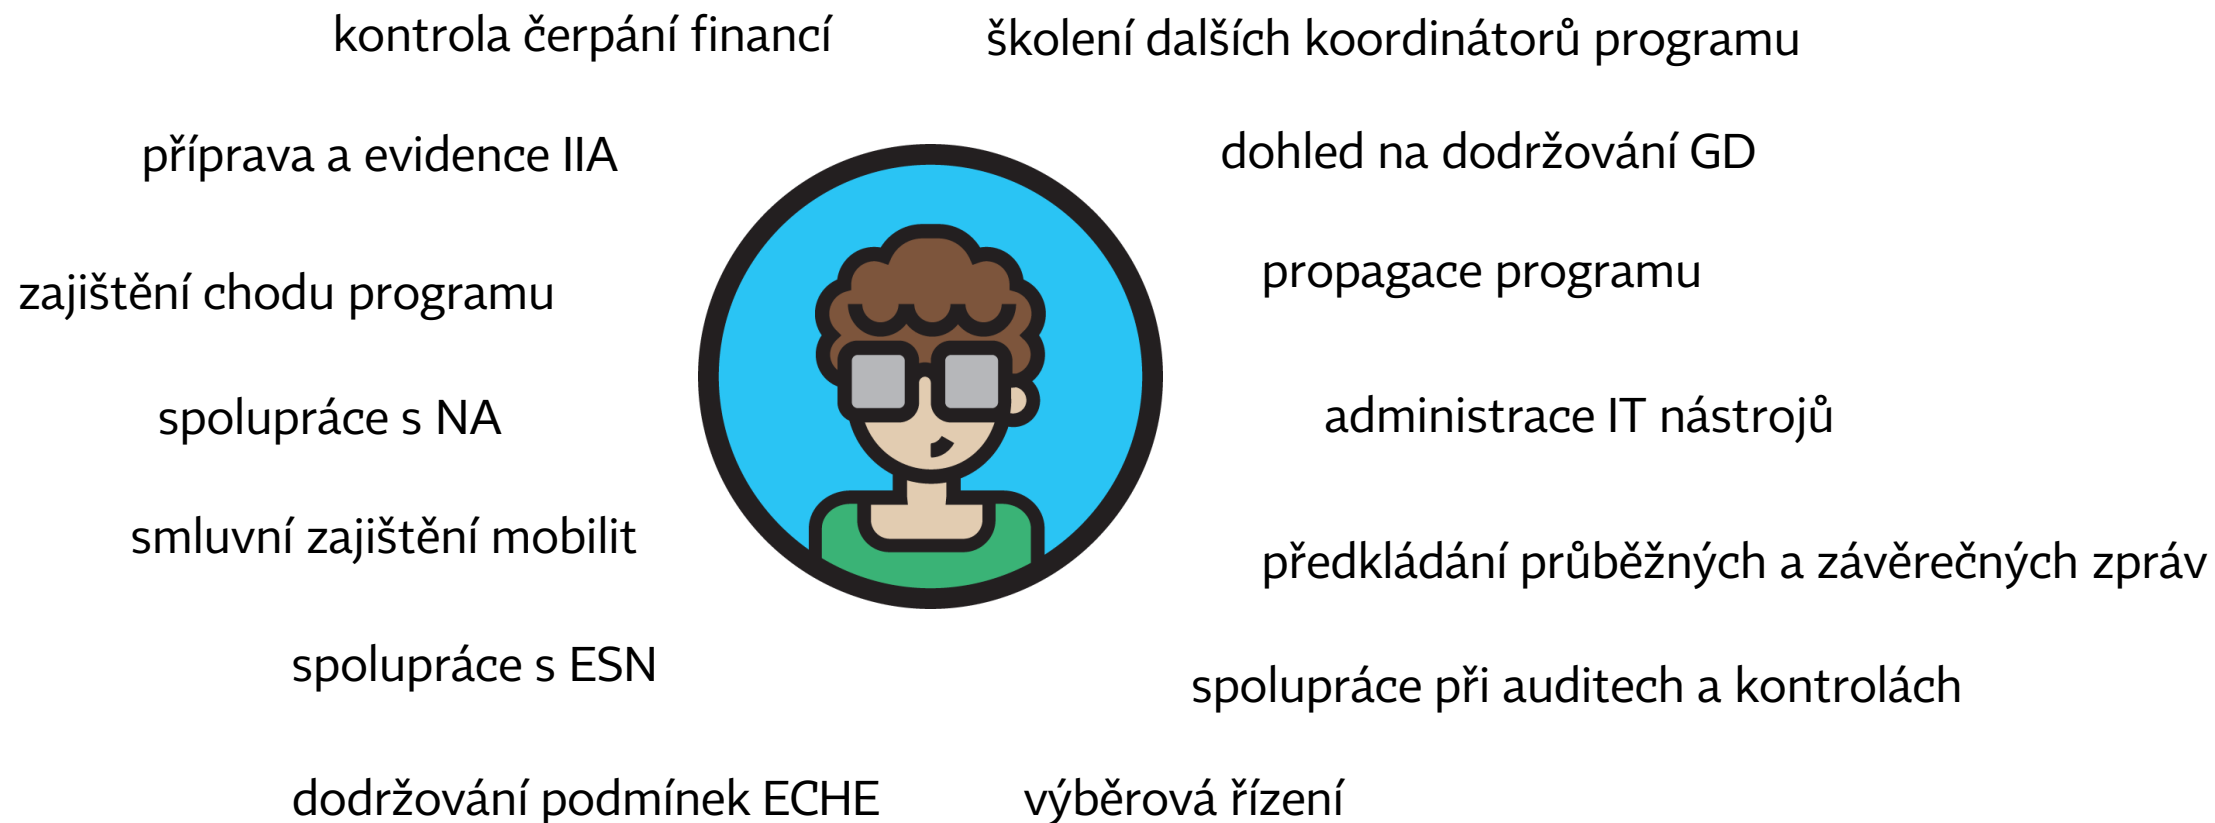 kontrola čerpání financí
školení dalších koordinátorů programu
příprava a evidence IIA
dohled na dodržování GD
zajištění chodu programu
propagace programu
spolupráce s NA
administrace IT nástrojů
smluvní zajištění mobilit
předkládání průběžných a závěrečných zpráv
spolupráce s ESN
spolupráce při auditech a kontrolách
dodržování podmínek ECHE
výběrová řízení